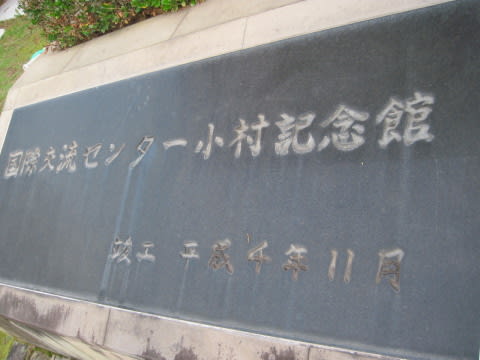 国際交流センター小村記念館
竣工 平成4年11月